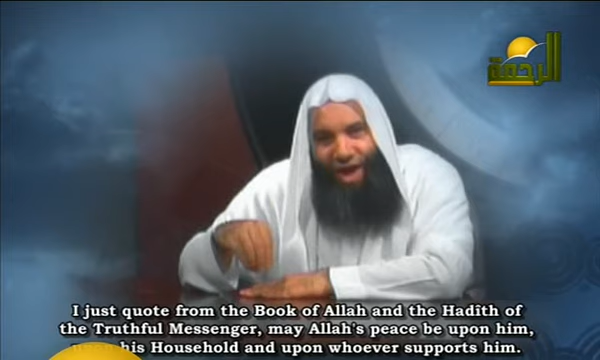 الرحمة
I just quote from the Book of Allah and the Hadîth of
the Truthful Messenger, may Allah's peace be upon him,
his Household and upon whoever supports him.